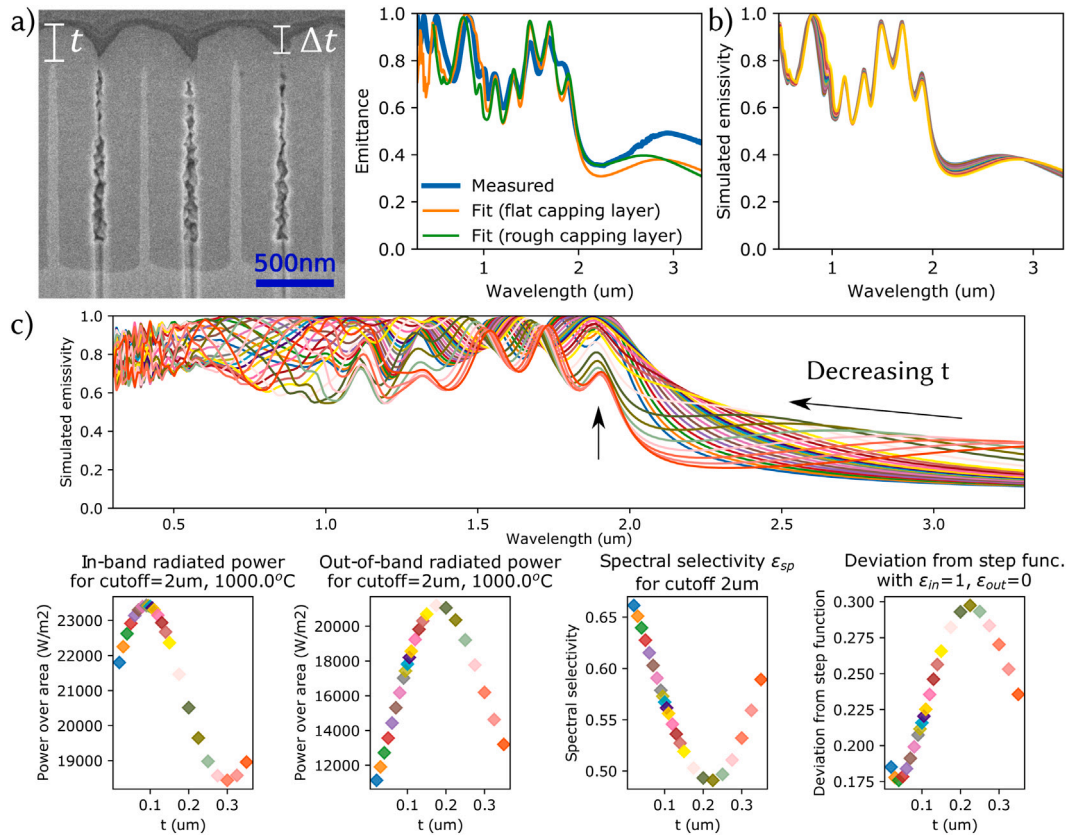 a)
t
Δt
500nm
1.0
0.8
0.6
0.4
0.2
0.0
Emittance
Measured
Fit (flat capping layer)
Fit (rough capping layer)
1
2
3
Wavelength (um)
b)
1.0
0.8
0.6
0.4
0.2
0.0
Simulated emissivity
1
2
3
Wavelength (um)
c)
1.0
0.8
0.6
0.4
0.2
0.0
Simulated emissivity
Decreasing t
0.5
1.0
1.5
2.0
2.5
3.0
Wavelength (um)
In-band radiated power
for cutoff=2um, 1000.0°C
Power over area (W/m2)
23000
22000
21000
20000
19000
0.1
0.2
0.3
t (um)
Out-of-band radiated power
for cutoff=2um, 1000.0°C
Power over area (W/m2)
20000
18000
16000
14000
12000
0.1
0.2
0.3
t (um)
Spectral selectivity εsp
for cutoff 2um
Spectral selectivity
0.65
0.60
0.55
0.50
0.1
0.2
0.3
t (um)
Deviation from step func.
with εin=1, εout=0
Deviation from step function
0.300
0.275
0.250
0.225
0.200
0.175
0.1
0.2
0.3
t (um)